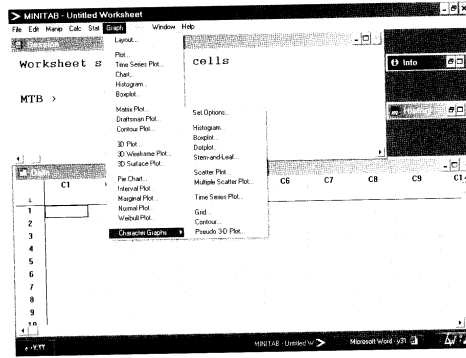 MINITAB - Untitled Worksheet
File Edit Manip Calc Stat Graph Window Help
Session
Worksheet s
cells
MTB >
Info
Layout...
Plot...
Time Series Plot...
Chart...
Histogram...
Boxplot...
Matrix Plot...
Draftsman Plot...
Contour Plot...
3D Plot...
3D Wireframe Plot...
3D Surface Plot...
Pie Chart...
Interval Plot...
Marginal Plot...
Normal Plot...
Weibull Plot...
Character Graphs
Set Options...
Histogram...
Boxplot...
Dotplot...
Stem-and-Leaf...
Scatter Plot...
Multiple Scatter Plot...
Time Series Plot...
Grid...
Contour...
Pseudo 3-D Plot...
C1 C6 C7 C8 C9 C1
1
2
3
4
5
6
7
8
9
10
MINITAB - Untitled W
Microsoft Word - y31